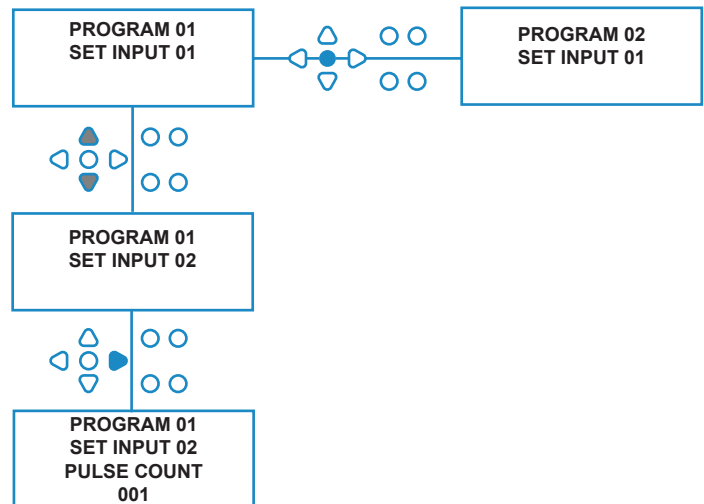 PROGRAM 01
SET INPUT 01
PROGRAM 02
SET INPUT 01
PROGRAM 01
SET INPUT 02
PROGRAM 01
SET INPUT 02
PULSE COUNT
001